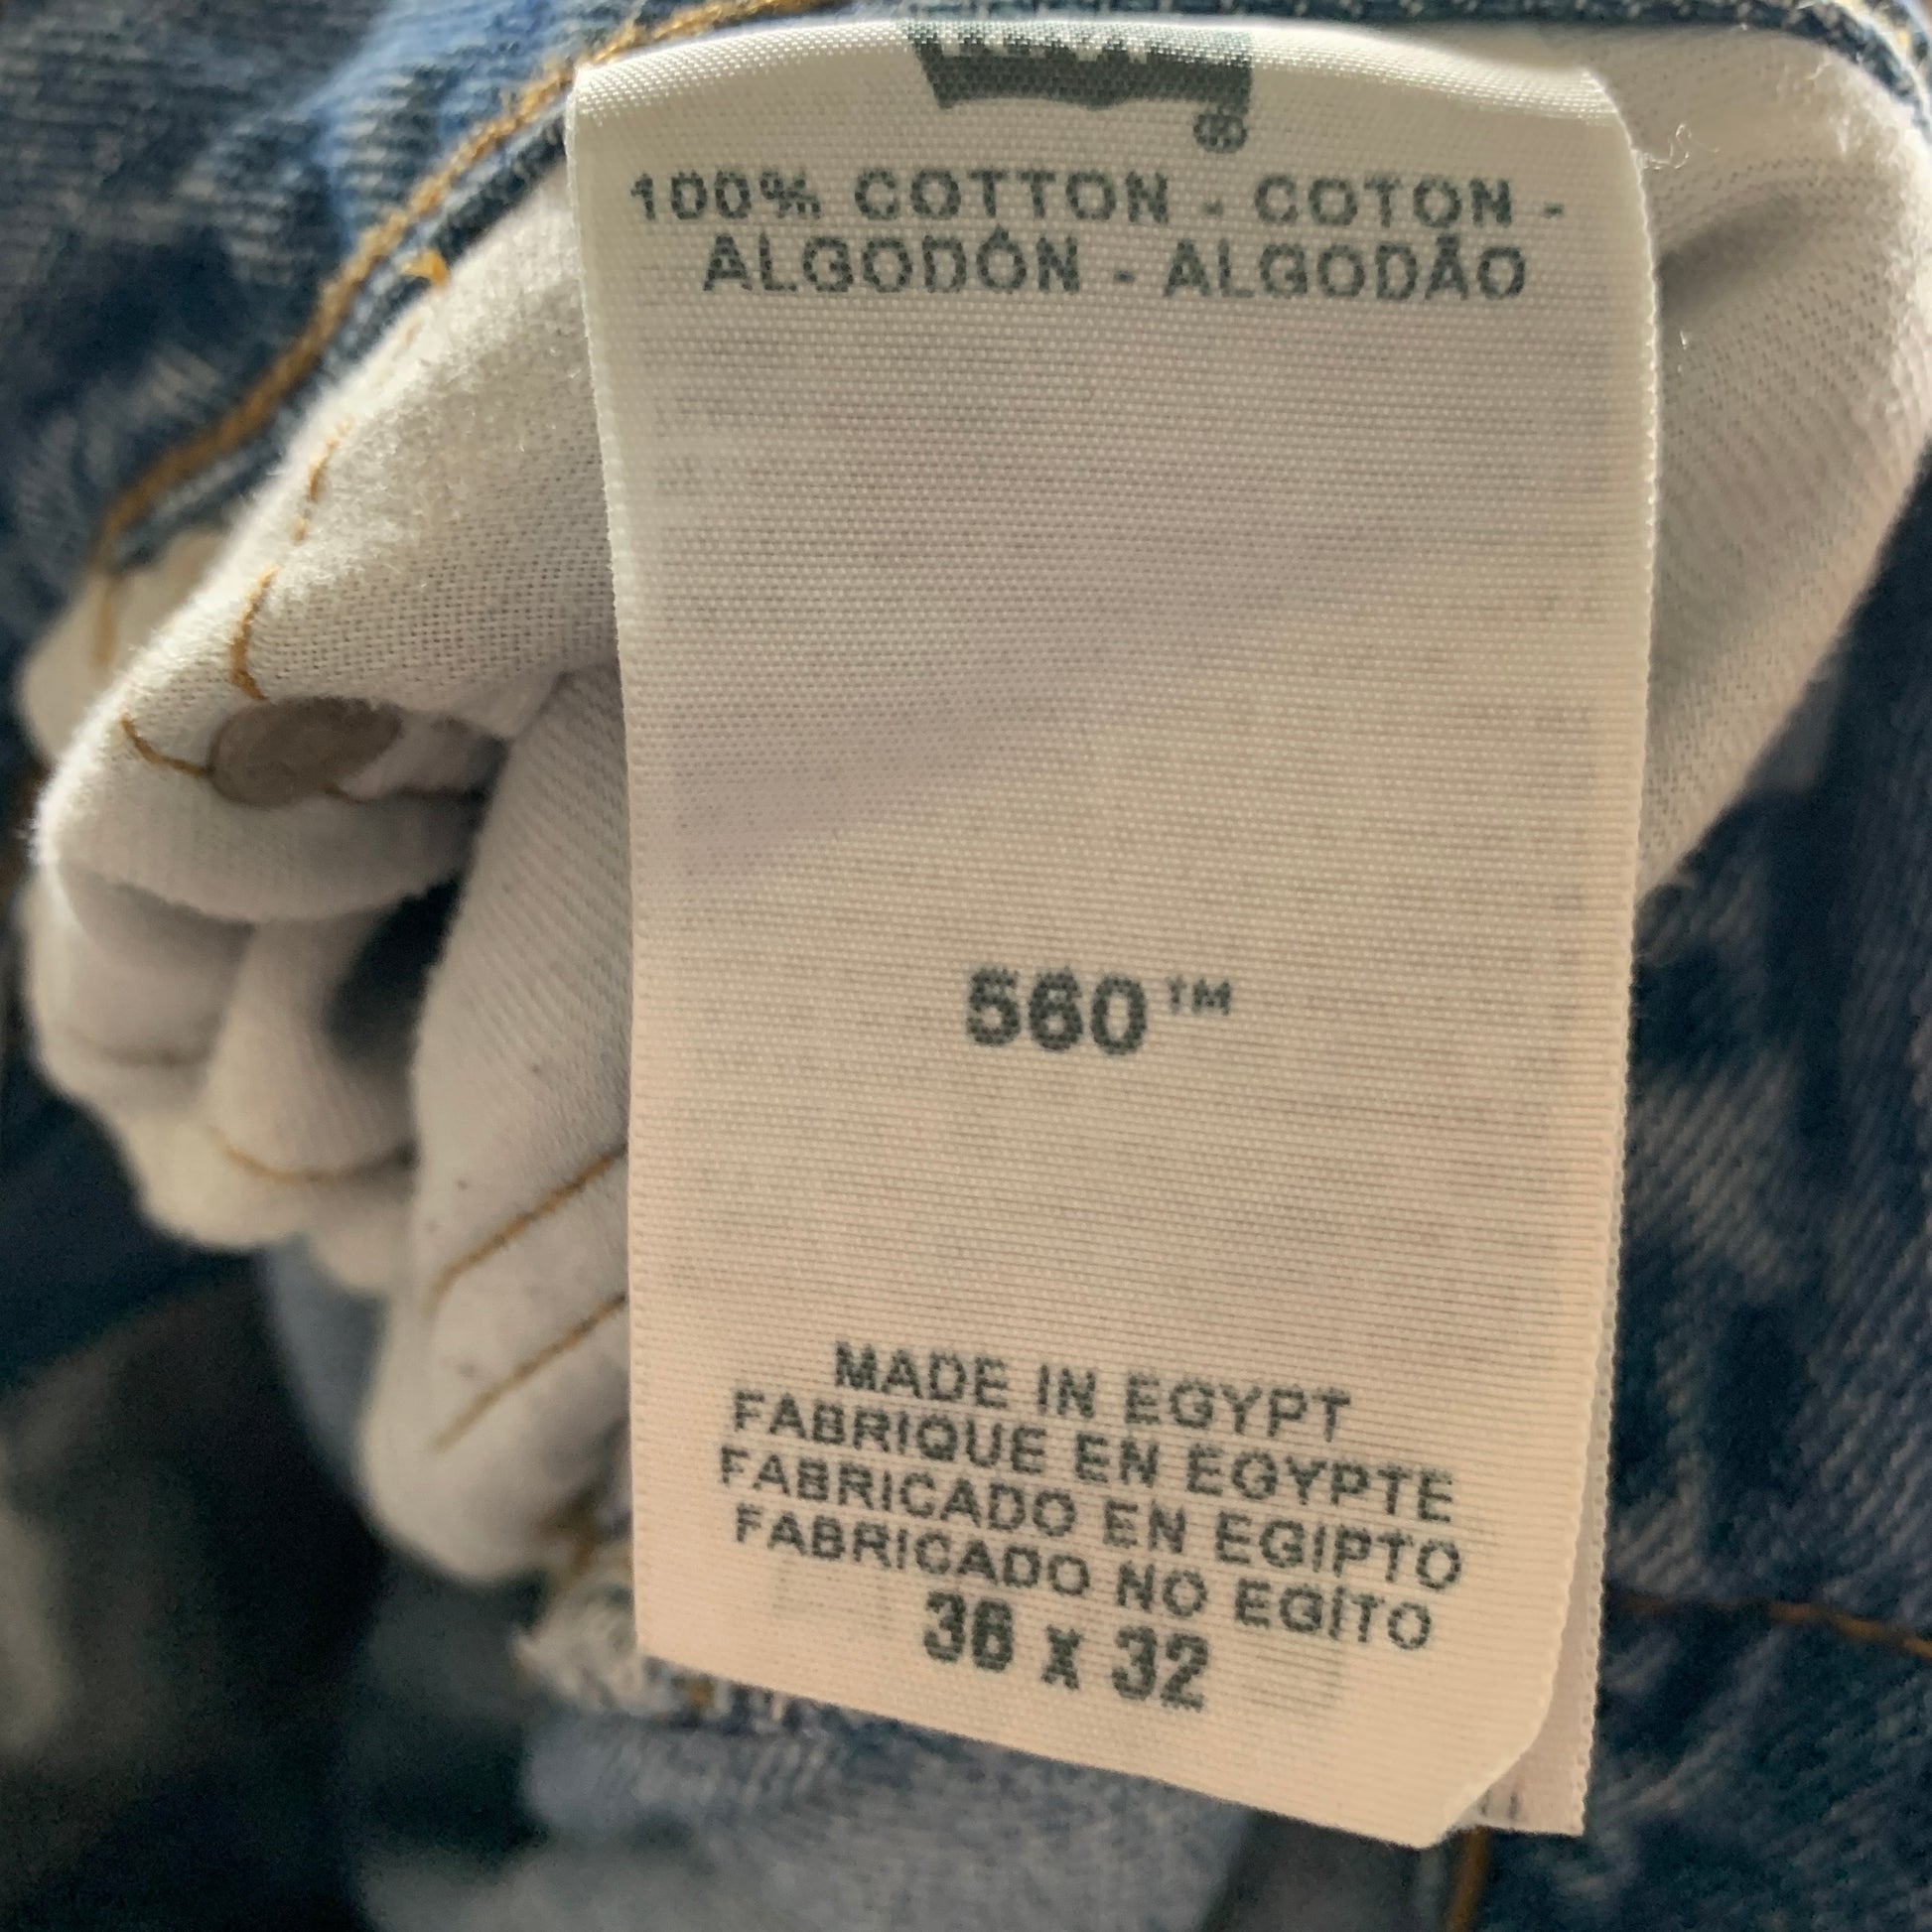 100% COTTON - COTON -
ALGODÓN - ALGODÃO
560™
MADE IN EGYPT
FABRIQUE EN EGYPTE
FABRICADO EN EGIPTO
FABRICADO NO EGÍTO
36 X 32